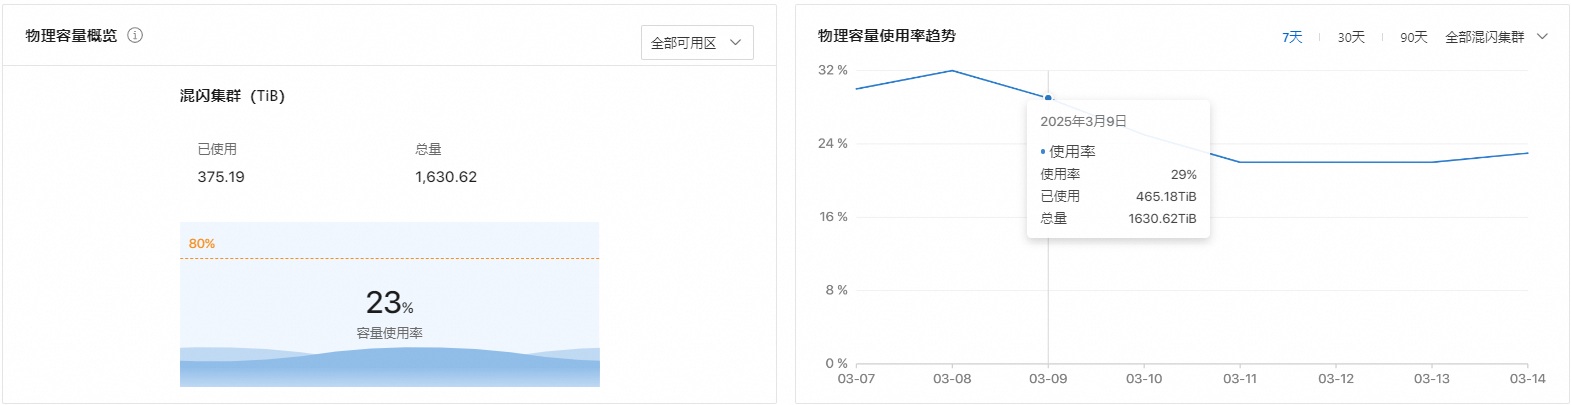 物理容量概览
全部可用区
混闪集群（TiB）
已使用
总量
375.19
1,630.62
80%
23%
容量使用率
物理容量使用率趋势
7天
30天
90天
全部混闪集群
32 %
24 %
16 %
8 %
0 %
2025年3月9日
使用率
使用率 29%
已使用 465.18TiB
总量 1630.62TiB
03-07 03-08 03-09 03-10 03-11 03-12 03-13 03-14